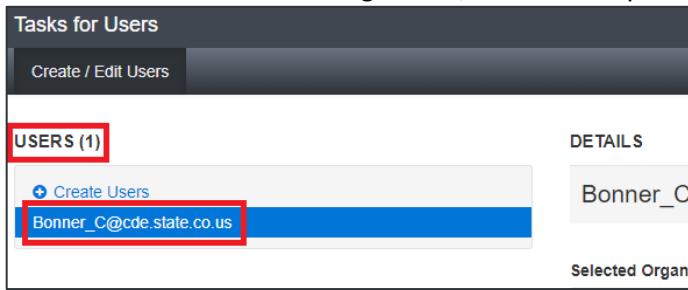 Tasks for Users
Create / Edit Users
USERS (1)
Create Users
Bonner_C@cde.state.co.us
DETAILS
Bonner_C
Selected Organ